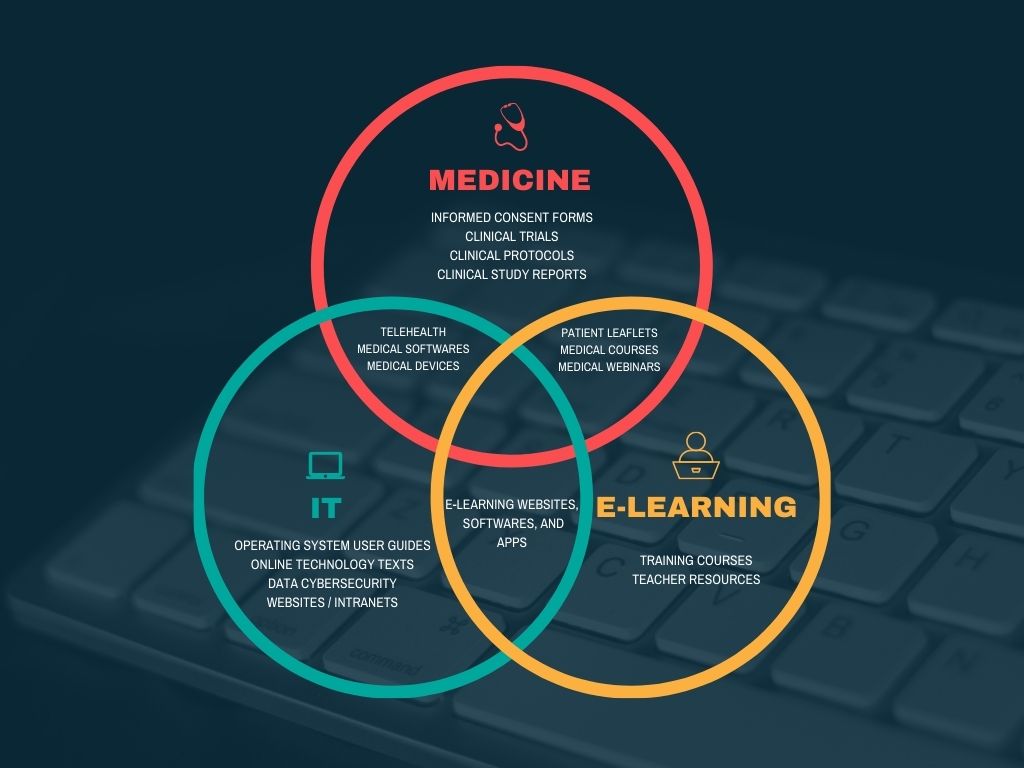 MEDICINE
INFORMED CONSENT FORMS
CLINICAL TRIALS
CLINICAL PROTOCOLS
CLINICAL STUDY REPORTS
TELEHEALTH
MEDICAL SOFTWARES
MEDICAL DEVICES
PATIENT LEAFLETS
MEDICAL COURSES
MEDICAL WEBINARS
IT
OPERATING SYSTEM USER GUIDES
ONLINE TECHNOLOGY TEXTS
DATA CYBERSECURITY
WEBSITES / INTRANETS
E-LEARNING WEBSITES,
SOFTWARES, AND
APPS
E-LEARNING
TRAINING COURSES
TEACHER RESOURCES
R
T
Y
6
D
G
Z
C
V
B
N
⌘
command